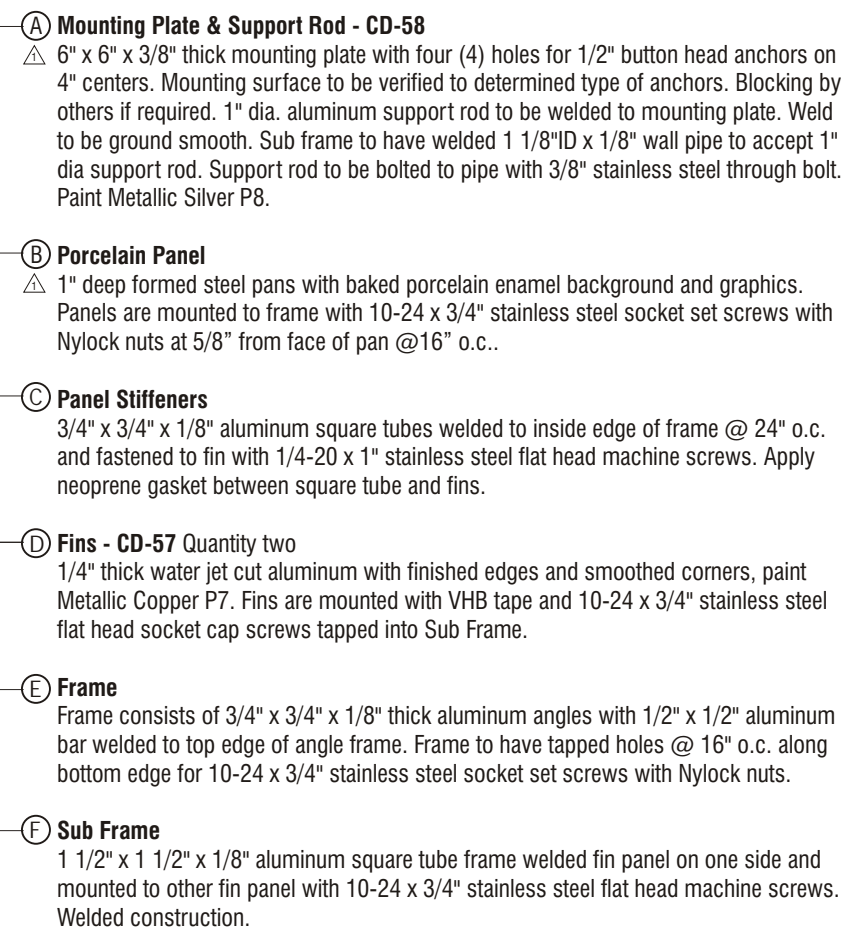 A Mounting Plate & Support Rod - CD-58
1 6" x 6" x 3/8" thick mounting plate with four (4) holes for 1/2" button head anchors on
4" centers. Mounting surface to be verified to determined type of anchors. Blocking by
others if required. 1" dia. aluminum support rod to be welded to mounting plate. Weld
to be ground smooth. Sub frame to have welded 1 1/8"ID x 1/8" wall pipe to accept 1"
dia support rod. Support rod to be bolted to pipe with 3/8" stainless steel through bolt.
Paint Metallic Silver P8.
B Porcelain Panel
1 1" deep formed steel pans with baked porcelain enamel background and graphics.
Panels are mounted to frame with 10-24 x 3/4" stainless steel socket set screws with
Nylock nuts at 5/8” from face of pan @16” o.c..
C Panel Stiffeners
3/4" x 3/4" x 1/8" aluminum square tubes welded to inside edge of frame @ 24" o.c.
and fastened to fin with 1/4-20 x 1" stainless steel flat head machine screws. Apply
neoprene gasket between square tube and fins.
D Fins - CD-57 Quantity two
1/4" thick water jet cut aluminum with finished edges and smoothed corners, paint
Metallic Copper P7. Fins are mounted with VHB tape and 10-24 x 3/4" stainless steel
flat head socket cap screws tapped into Sub Frame.
E Frame
Frame consists of 3/4" x 3/4" x 1/8" thick aluminum angles with 1/2" x 1/2" aluminum
bar welded to top edge of angle frame. Frame to have tapped holes @ 16" o.c. along
bottom edge for 10-24 x 3/4" stainless steel socket set screws with Nylock nuts.
F Sub Frame
1 1/2" x 1 1/2" x 1/8" aluminum square tube frame welded fin panel on one side and
mounted to other fin panel with 10-24 x 3/4" stainless steel flat head machine screws.
Welded construction.